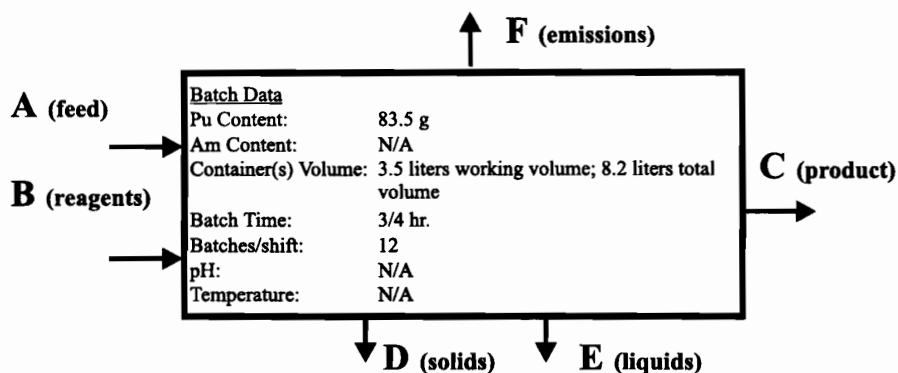 F (emissions)
A (feed)
B (reagents)
Batch Data
Pu Content: 83.5 g
Am Content: N/A
Container(s) Volume: 3.5 liters working volume; 8.2 liters total
volume
Batch Time: 3/4 hr.
Batches/shift: 12
pH: N/A
Temperature: N/A
C (product)
D (solids)
E (liquids)